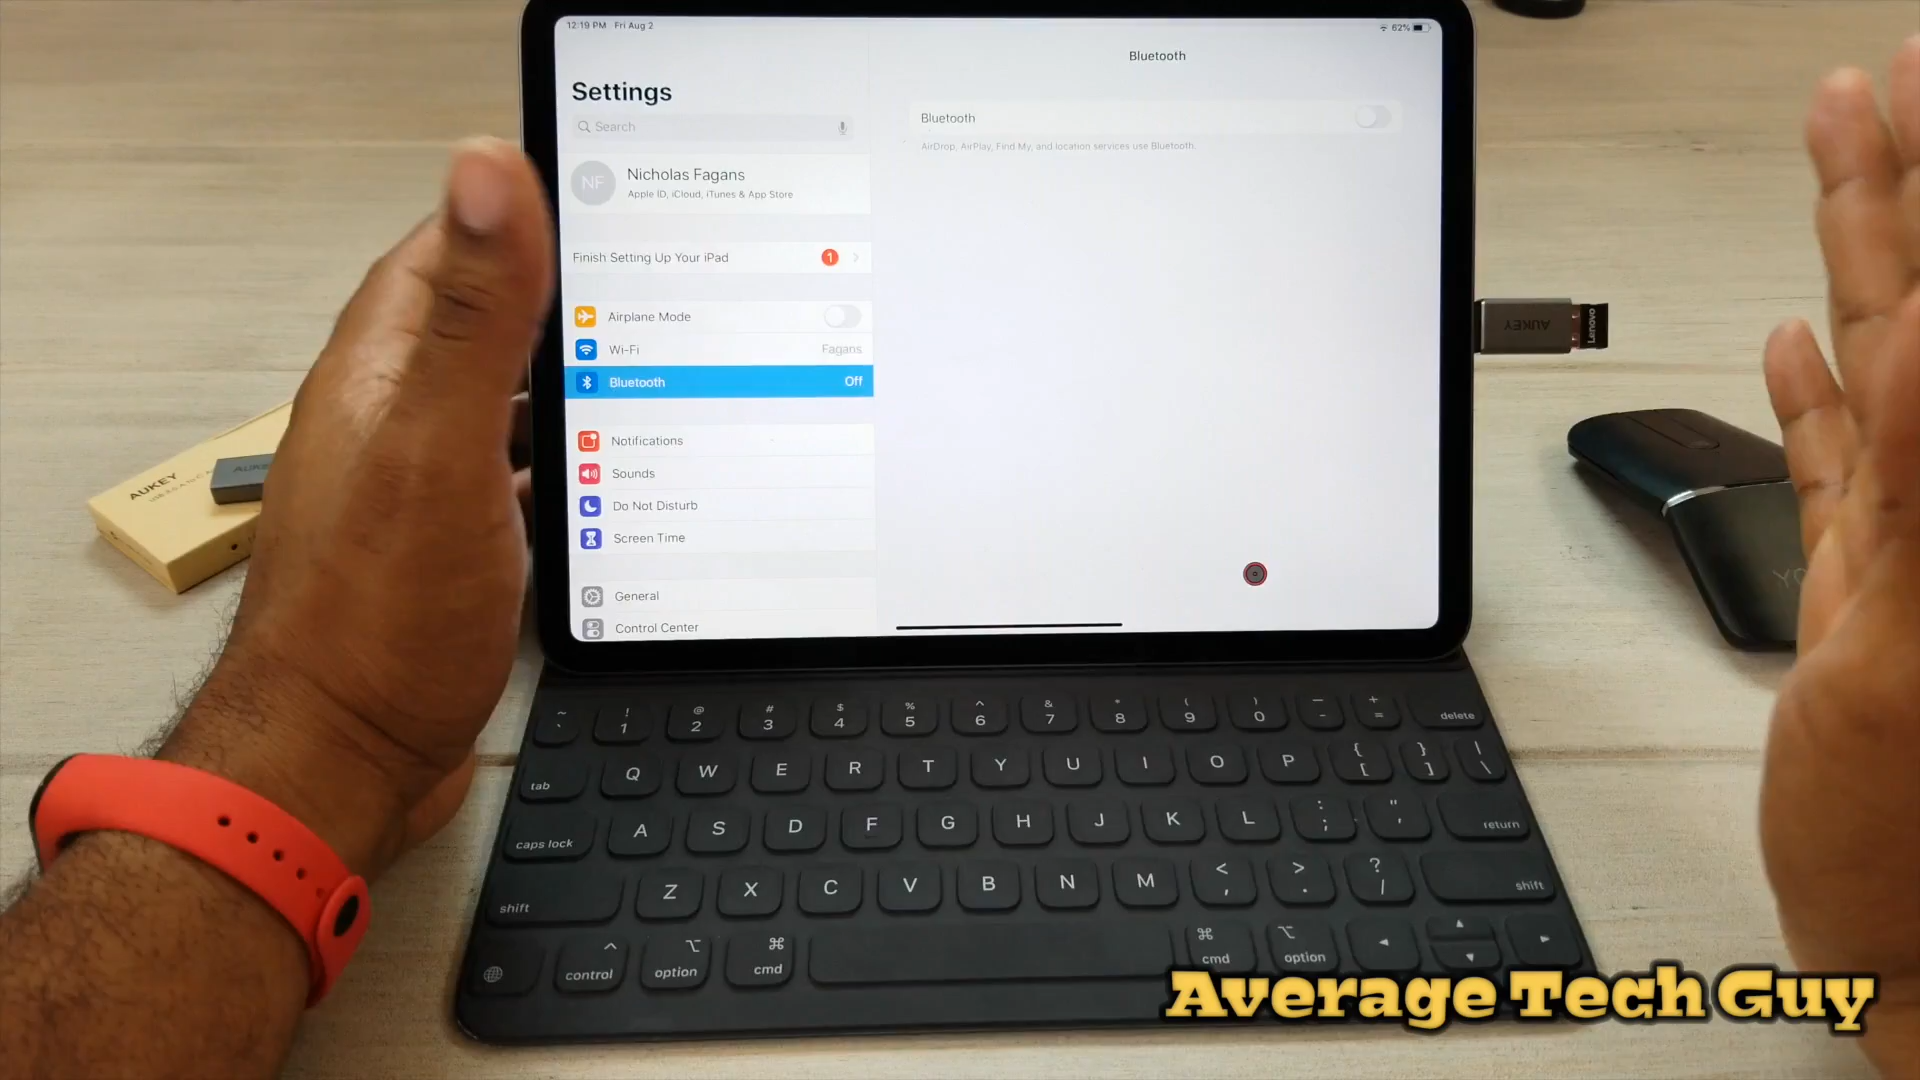 12:19 PM Fri Aug 2
62%
Settings
Search
NF
Nicholas Fagans
Apple ID, iCloud, iTunes & App Store
Finish Setting Up Your iPad
1
Airplane Mode
Wi-Fi
Fagans
Bluetooth
Off
Notifications
Sounds
Do Not Disturb
Screen Time
General
Control Center
Bluetooth
Bluetooth
AirDrop, AirPlay, Find My, and location services use Bluetooth.
AUKEY
Lenovo
AUKEY
~ ` ! 1 @ 2 # 3 $ 4 % 5 ^ 6 & 7 * 8 ( 9 ) 0 _ - + = delete
tab Q W E R T Y U I O P { [ } ] | \
caps lock A S D F G H J K L : ; " ' return
shift Z X C V B N M < , > . ? / shift
control option cmd cmd option
Average Tech Guy